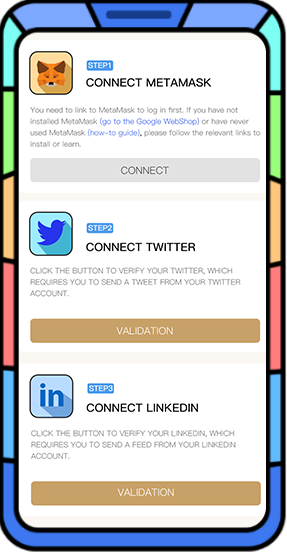 STEP1
CONNECT METAMASK
You need to link to MetaMask to log in first. If you have not
installed MetaMask (go to the Google WebShop) or have never
used MetaMask (how-to guide), please follow the relevant links to
install or learn.
CONNECT
STEP2
CONNECT TWITTER
CLICK THE BUTTON TO VERIFY YOUR TWITTER, WHICH
REQUIRES YOU TO SEND A TWEET FROM YOUR TWITTER
ACCOUNT.
VALIDATION
in
STEP3
CONNECT LINKEDIN
CLICK THE BUTTON TO VERIFY YOUR LINKEDIN, WHICH
REQUIRES YOU TO SEND A FEED FROM YOUR LINKEDIN
ACCOUNT.
VALIDATION